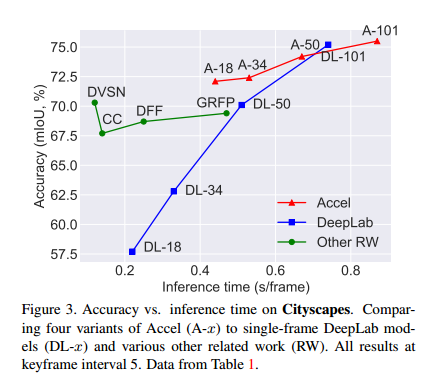 75.0
72.5
70.0
67.5
65.0
62.5
60.0
57.5
Accuracy (mIoU, %)
A-101
A-50
DL-101
A-18 A-34
DVSN
CC
DFF
GRFP
DL-50
DL-34
DL-18
Accel
DeepLab
Other RW
0.2 0.4 0.6 0.8
Inference time (s/frame)
Figure 3. Accuracy vs. inference time on Cityscapes. Compar-
ing four variants of Accel (A-x) to single-frame DeepLab mod-
els (DL-x) and various other related work (RW). All results at
keyframe interval 5. Data from Table 1.